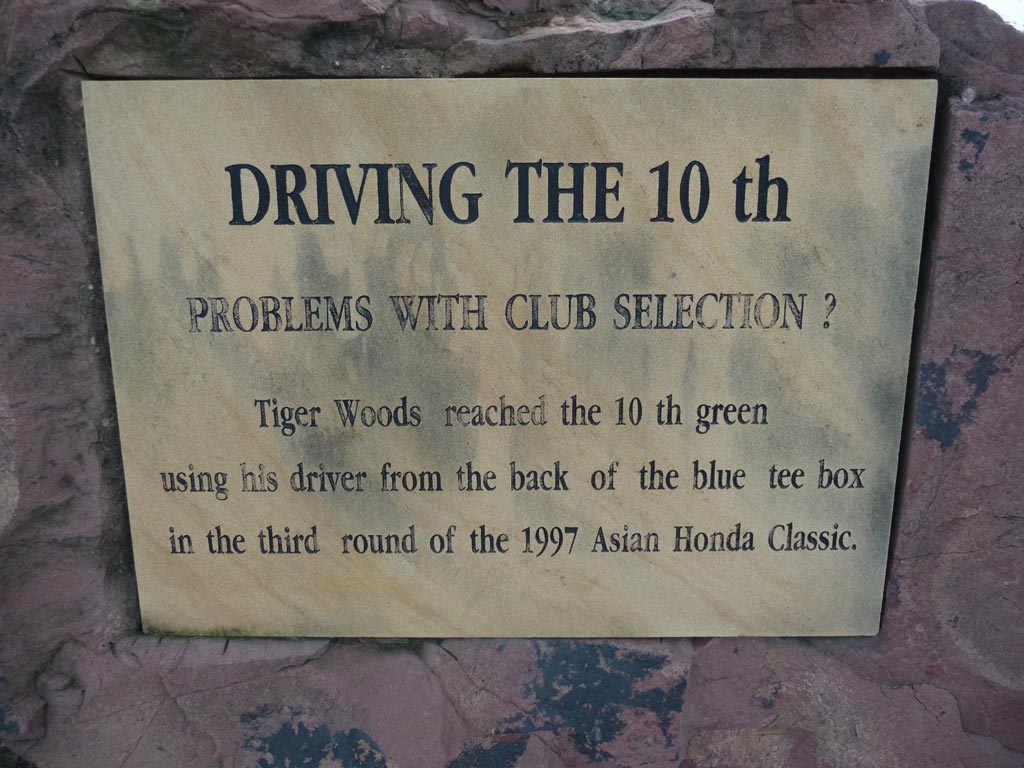 DRIVING THE 10 th
PROBLEMS WITH CLUB SELECTION ?
Tiger Woods reached the 10 th green
using his driver from the back of the blue tee box
in the third round of the 1997 Asian Honda Classic.